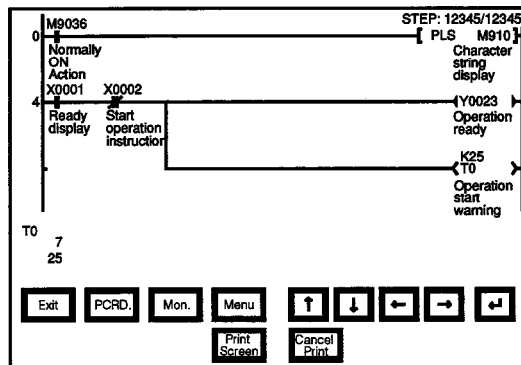 STEP: 12345/12345
M9036
0
PLS M910
Normally
ON
Action
Character
string
display
X0001 X0002
4
Y0023
Ready
display
Start
operation
instruction
Operation
ready
K25
T0
Operation
start
warning
T0
7
25
Exit PCRD. Mon. Menu ↑ ↓ ← → ↵
Print
Screen
Cancel
Print